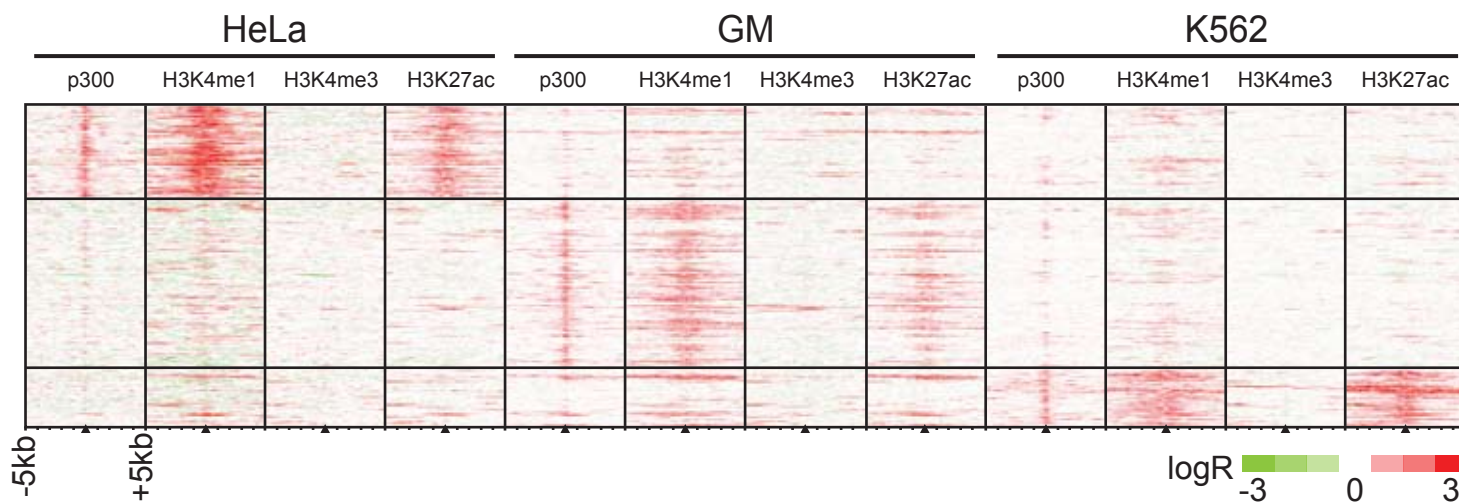 HeLa GM K562
p300 H3K4me1 H3K4me3 H3K27ac p300 H3K4me1 H3K4me3 H3K27ac p300 H3K4me1 H3K4me3 H3K27ac
-5kb +5kb
logR -3 0 3